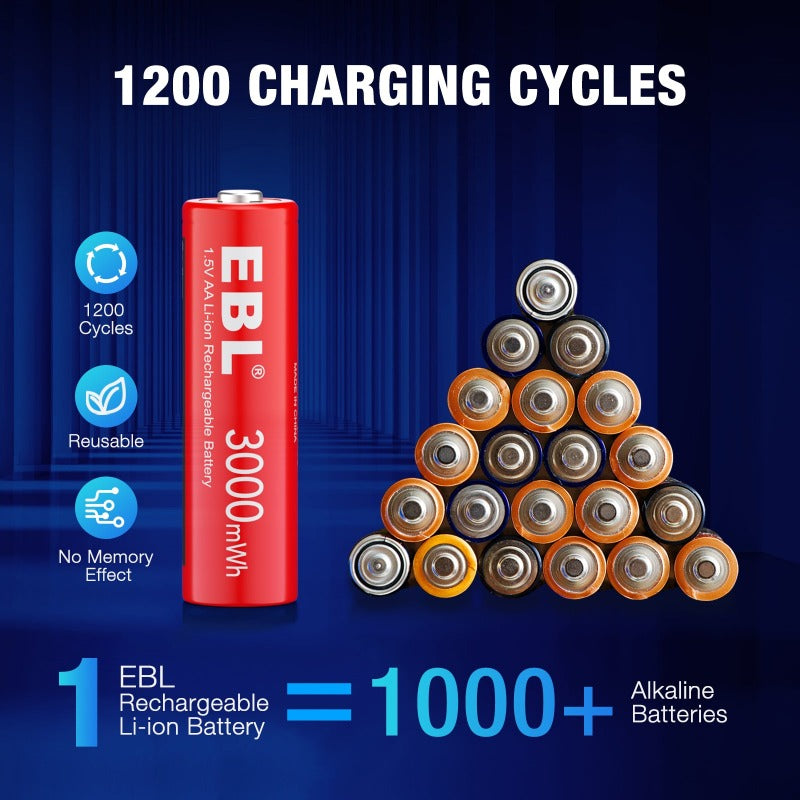 1200 CHARGING CYCLES
1200
Cycles
Reusable
No Memory
Effect
EBL®
1.5V AA Li-ion Rechargeable Battery
3000mWh
MADE IN CHINA
1 EBL
Rechargeable
Li-ion Battery
= 1000+
Alkaline
Batteries